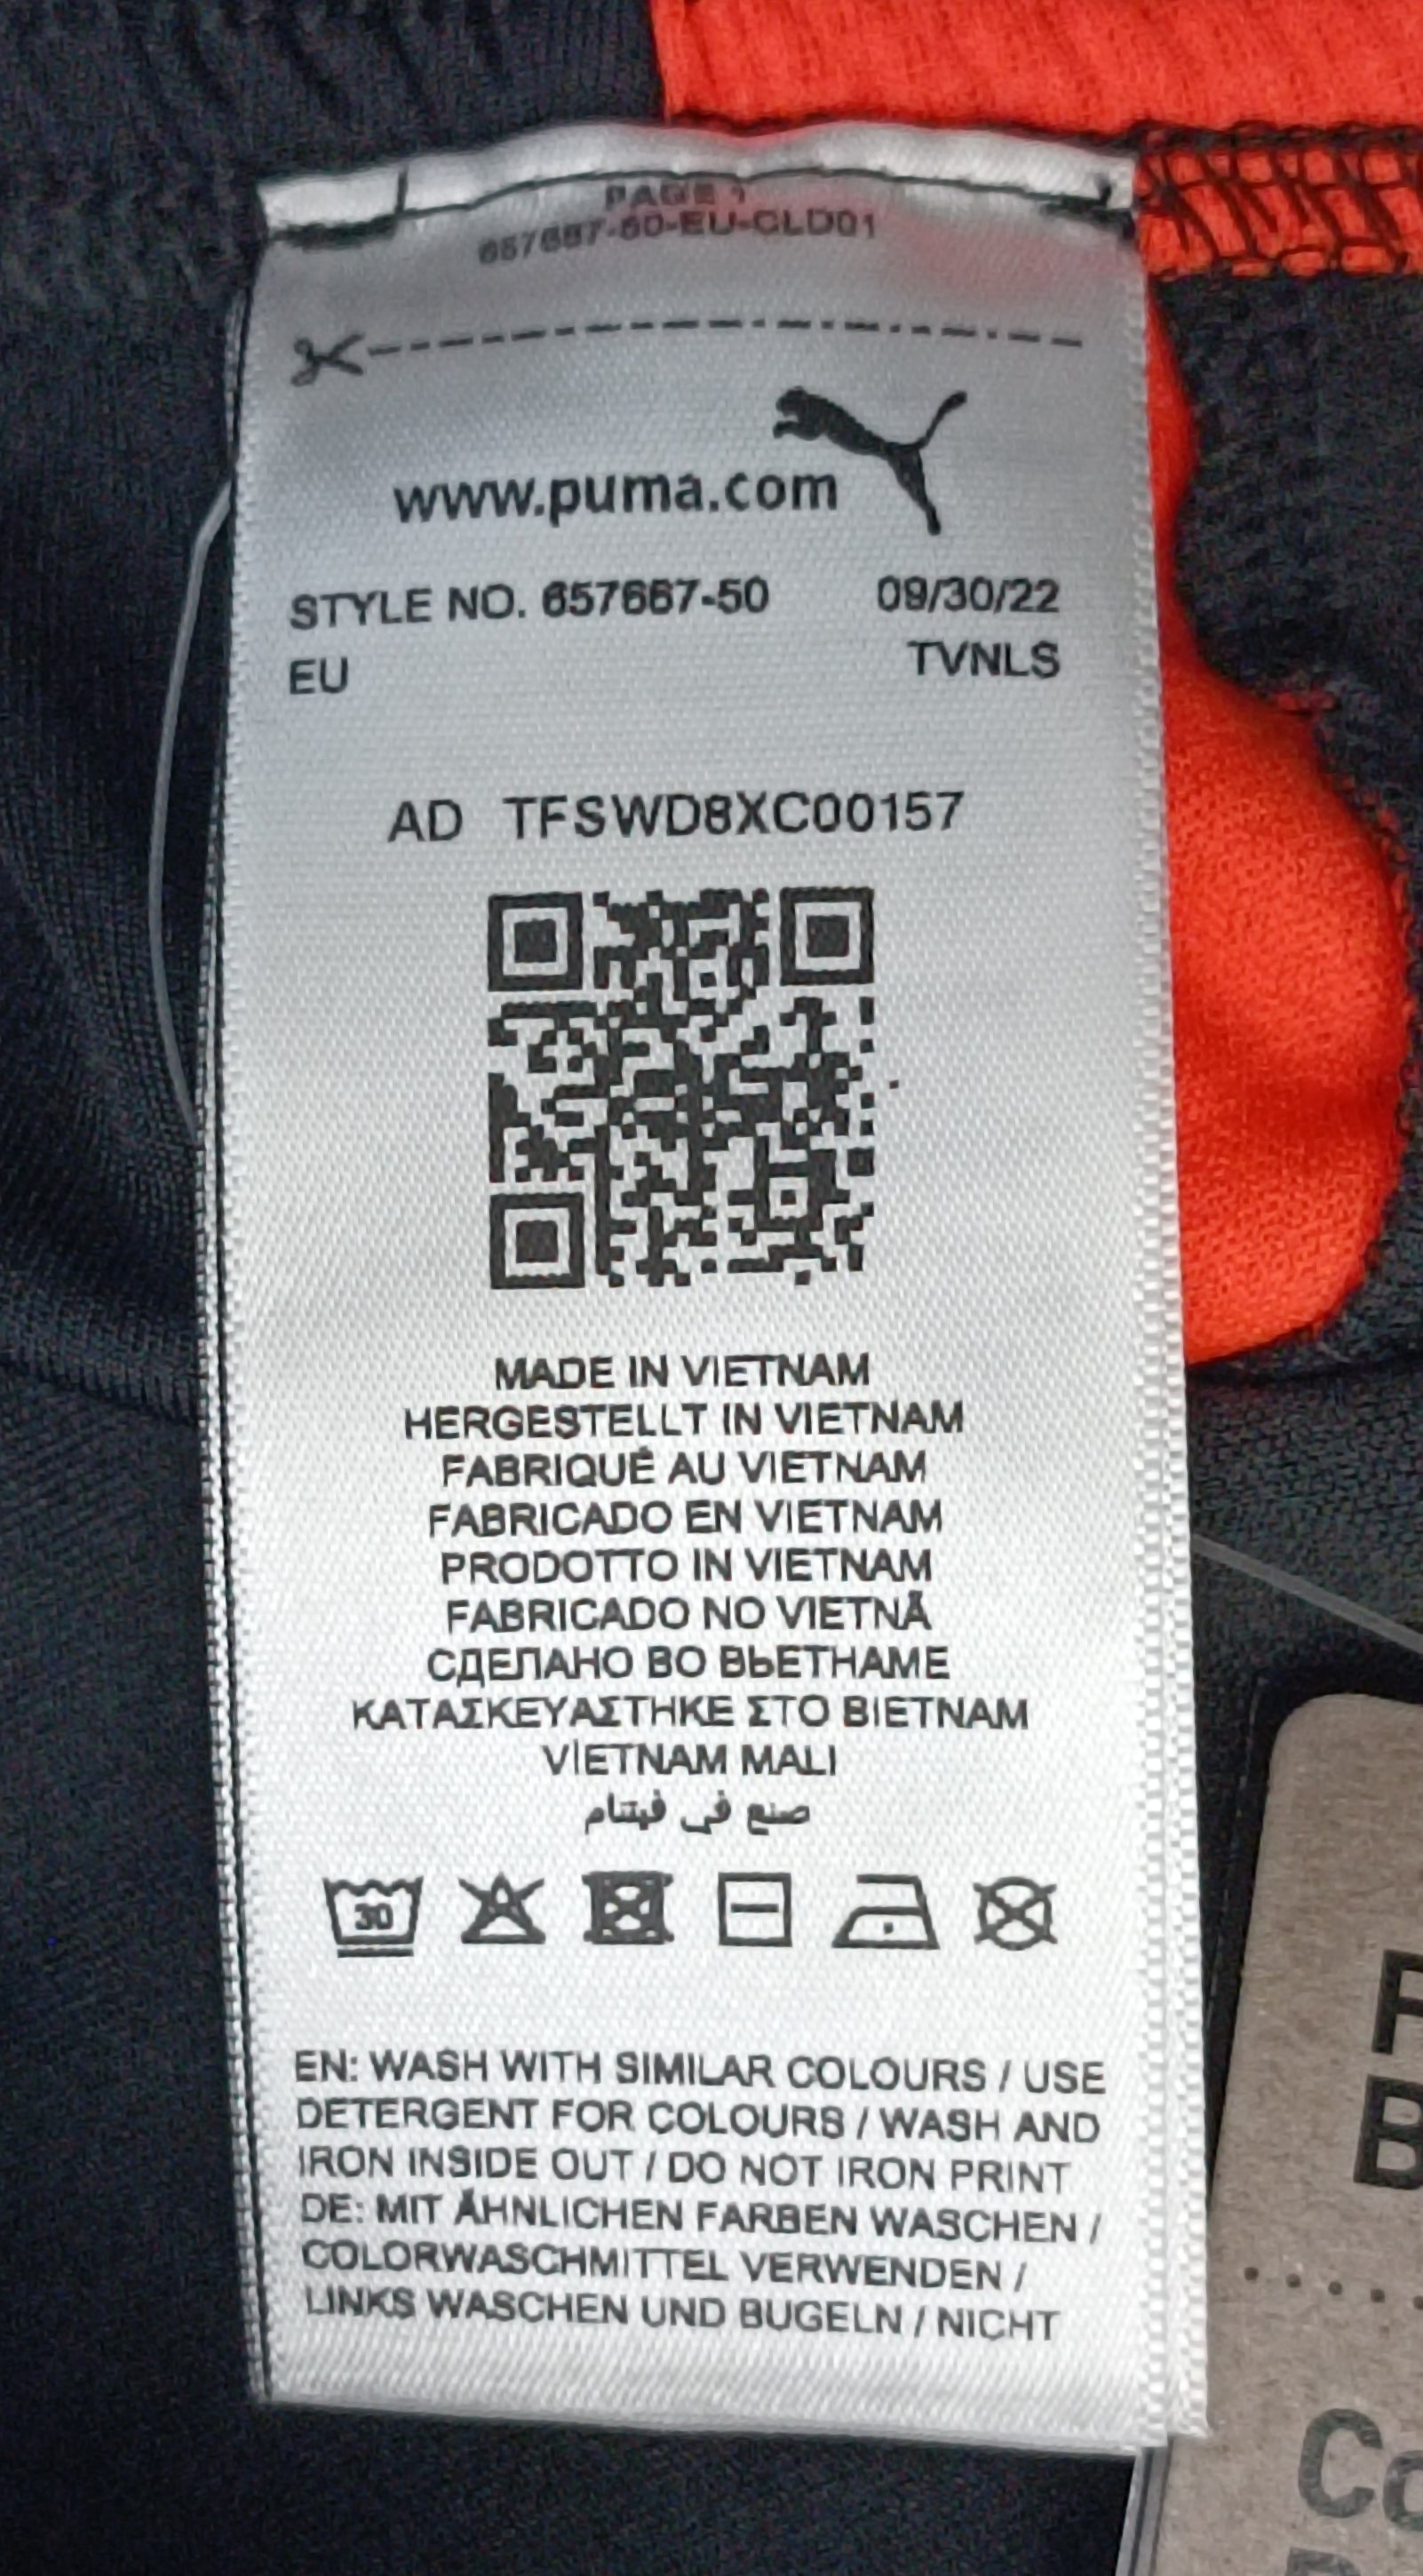 PAGE 1
657687-50-EU-CLD01
www.puma.com
STYLE NO. 657687-50 09/30/22
EU TVNLS
AD TFSWD8XC00157
MADE IN VIETNAM
HERGESTELLT IN VIETNAM
FABRIQUÉ AU VIETNAM
FABRICADO EN VIETNAM
PRODOTTO IN VIETNAM
FABRICADO NO VIETNÃ
СДЕЛАНО ВО ВЬЕТНАМЕ
ΚΑΤΑΣΚΕΥΑΣΤΗΚΕ ΣΤΟ ΒΙΕΤΝΑΜ
VIETNAM MALI
صنع في فيتنام
30
EN: WASH WITH SIMILAR COLOURS / USE
DETERGENT FOR COLOURS / WASH AND
IRON INSIDE OUT / DO NOT IRON PRINT
DE: MIT ÄHNLICHEN FARBEN WASCHEN /
COLORWASCHMITTEL VERWENDEN /
LINKS WASCHEN UND BUGELN / NICHT